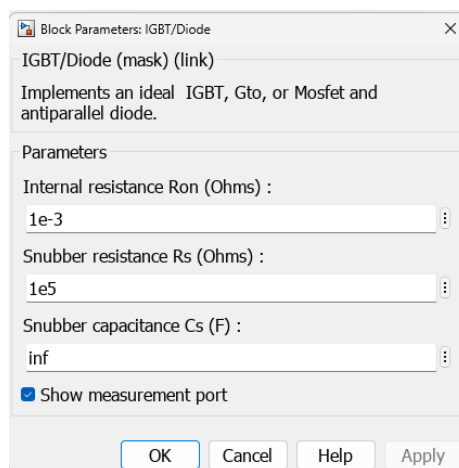 Block Parameters: IGBT/Diode
IGBT/Diode (mask) (link)
Implements an ideal IGBT, Gto, or Mosfet and
antiparallel diode.
Parameters
Internal resistance Ron (Ohms) :
1e-3
Snubber resistance Rs (Ohms) :
1e5
Snubber capacitance Cs (F) :
inf
Show measurement port
OK Cancel Help Apply